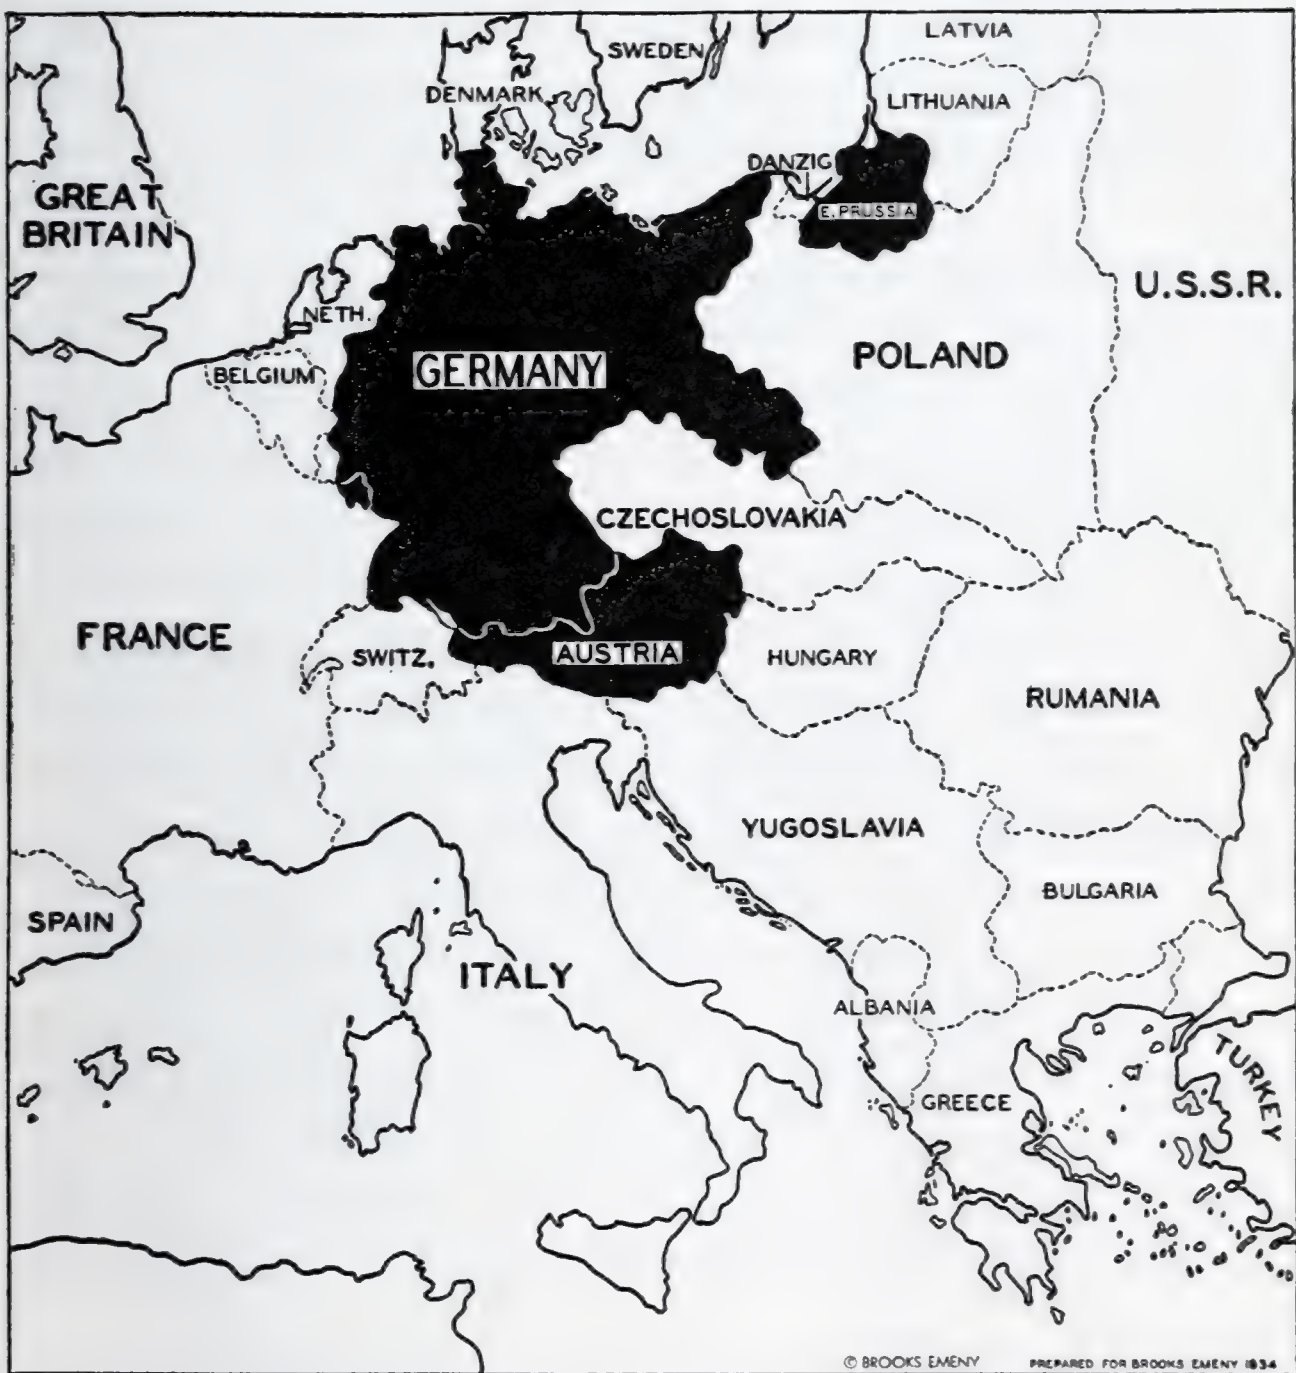 LATVIA
SWEDEN
DENMARK
LITHUANIA
DANZIG
E. PRUSSIA
GREAT
BRITAIN
U.S.S.R.
NETH.
BELGIUM
GERMANY
POLAND
CZECHOSLOVAKIA
FRANCE
SWITZ.
AUSTRIA
HUNGARY
RUMANIA
YUGOSLAVIA
BULGARIA
SPAIN
ITALY
ALBANIA
TURKEY
GREECE
© BROOKS EMENY
PREPARED FOR BROOKS EMENY 1934